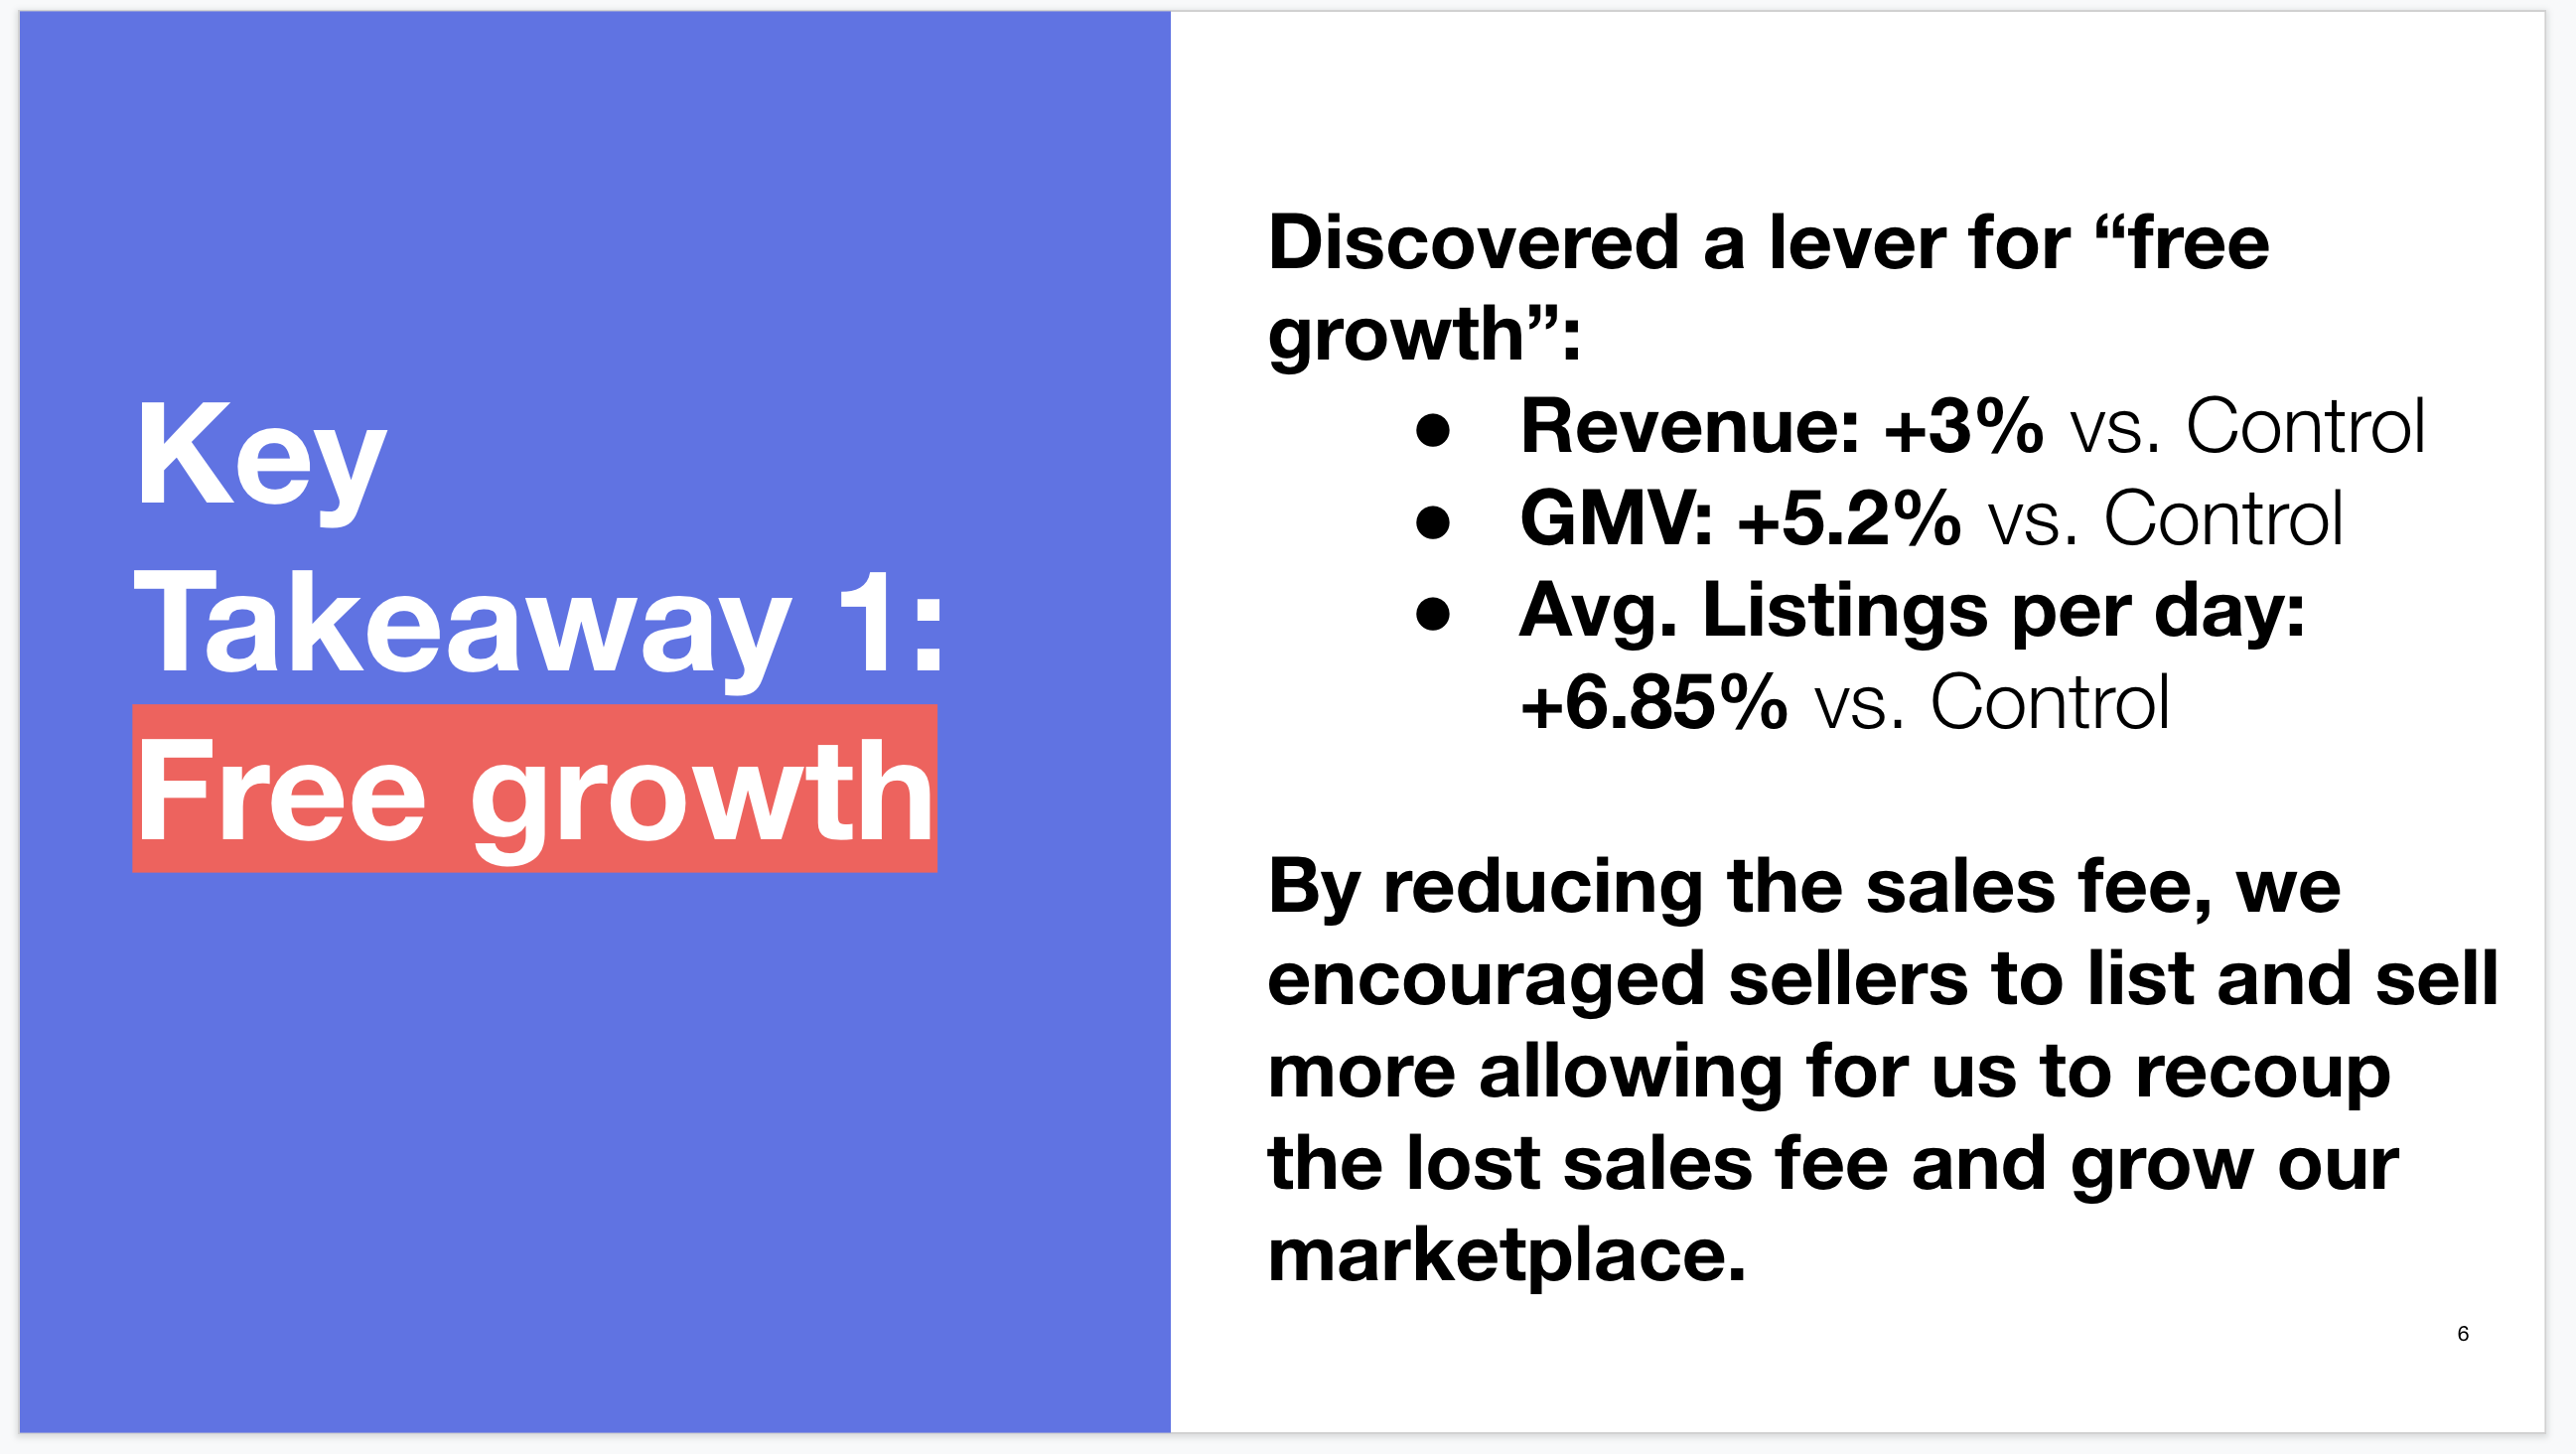 Key
Takeaway 1:
Free growth
Discovered a lever for “free
growth”:
● Revenue: +3% vs. Control
● GMV: +5.2% vs. Control
● Avg. Listings per day:
+6.85% vs. Control
By reducing the sales fee, we
encouraged sellers to list and sell
more allowing for us to recoup
the lost sales fee and grow our
marketplace.
6